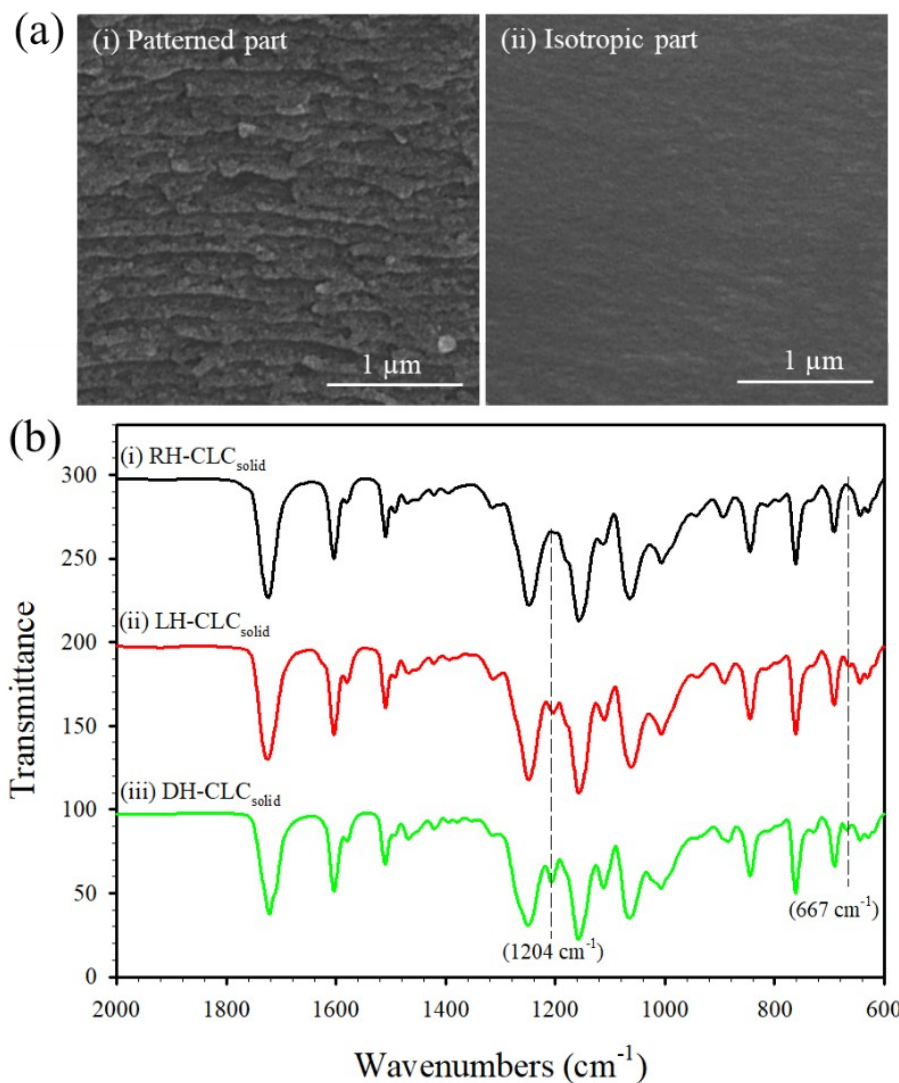 (a)
(i) Patterned part
(ii) Isotropic part
1 µm
1 µm
(b)
(i) RH-CLCsolid
(ii) LH-CLCsolid
(iii) DH-CLCsolid
Transmittance
300
250
200
150
100
50
0
(1204 cm-1)
(667 cm-1)
2000 1800 1600 1400 1200 1000 800 600
Wavenumbers (cm-1)